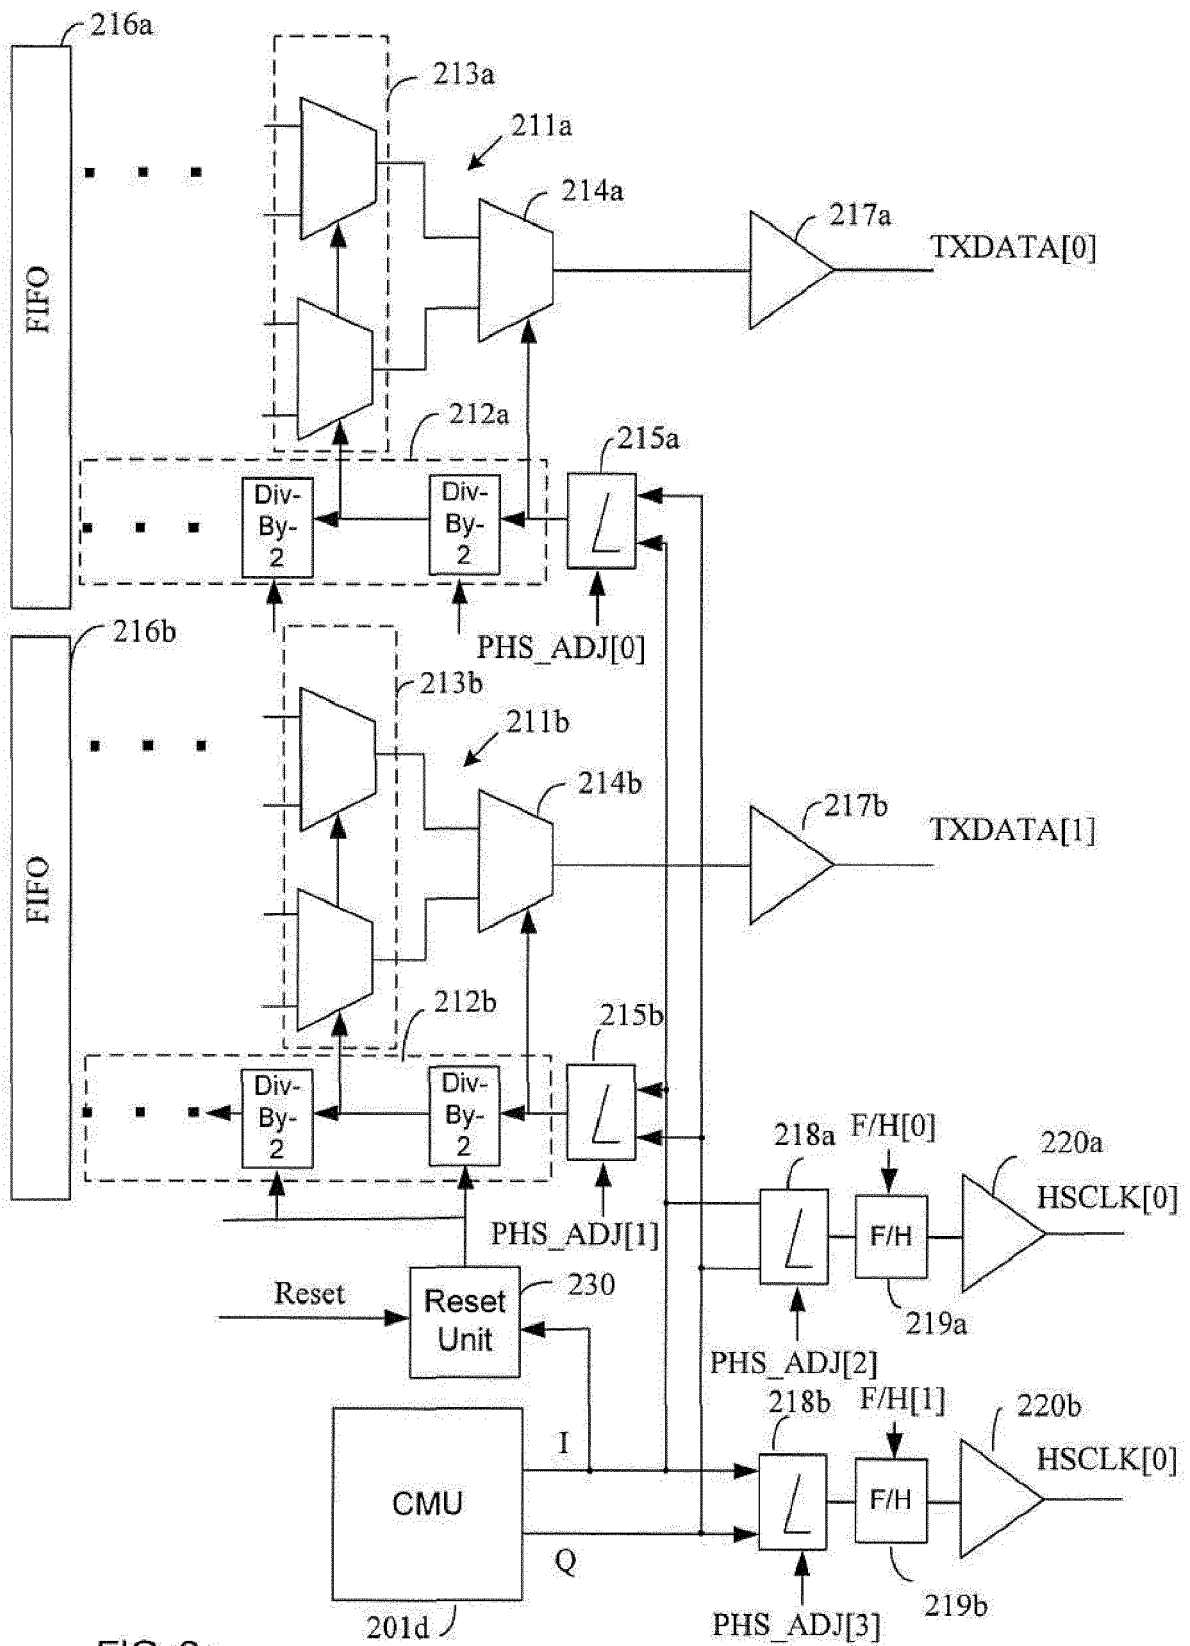 216a
213a
211a
214a
217a
TXDATA[0]
FIFO
212a
215a
Div-
By-
2
Div-
By-
2
PHS_ADJ[0]
216b
213b
211b
214b
217b
TXDATA[1]
FIFO
212b
215b
Div-
By-
2
Div-
By-
2
PHS_ADJ[1]
218a
F/H[0]
220a
HSCLK[0]
F/H
219a
PHS_ADJ[2]
Reset
Reset
Unit
230
218b
F/H[1]
220b
HSCLK[0]
F/H
219b
PHS_ADJ[3]
CMU
I
Q
201d